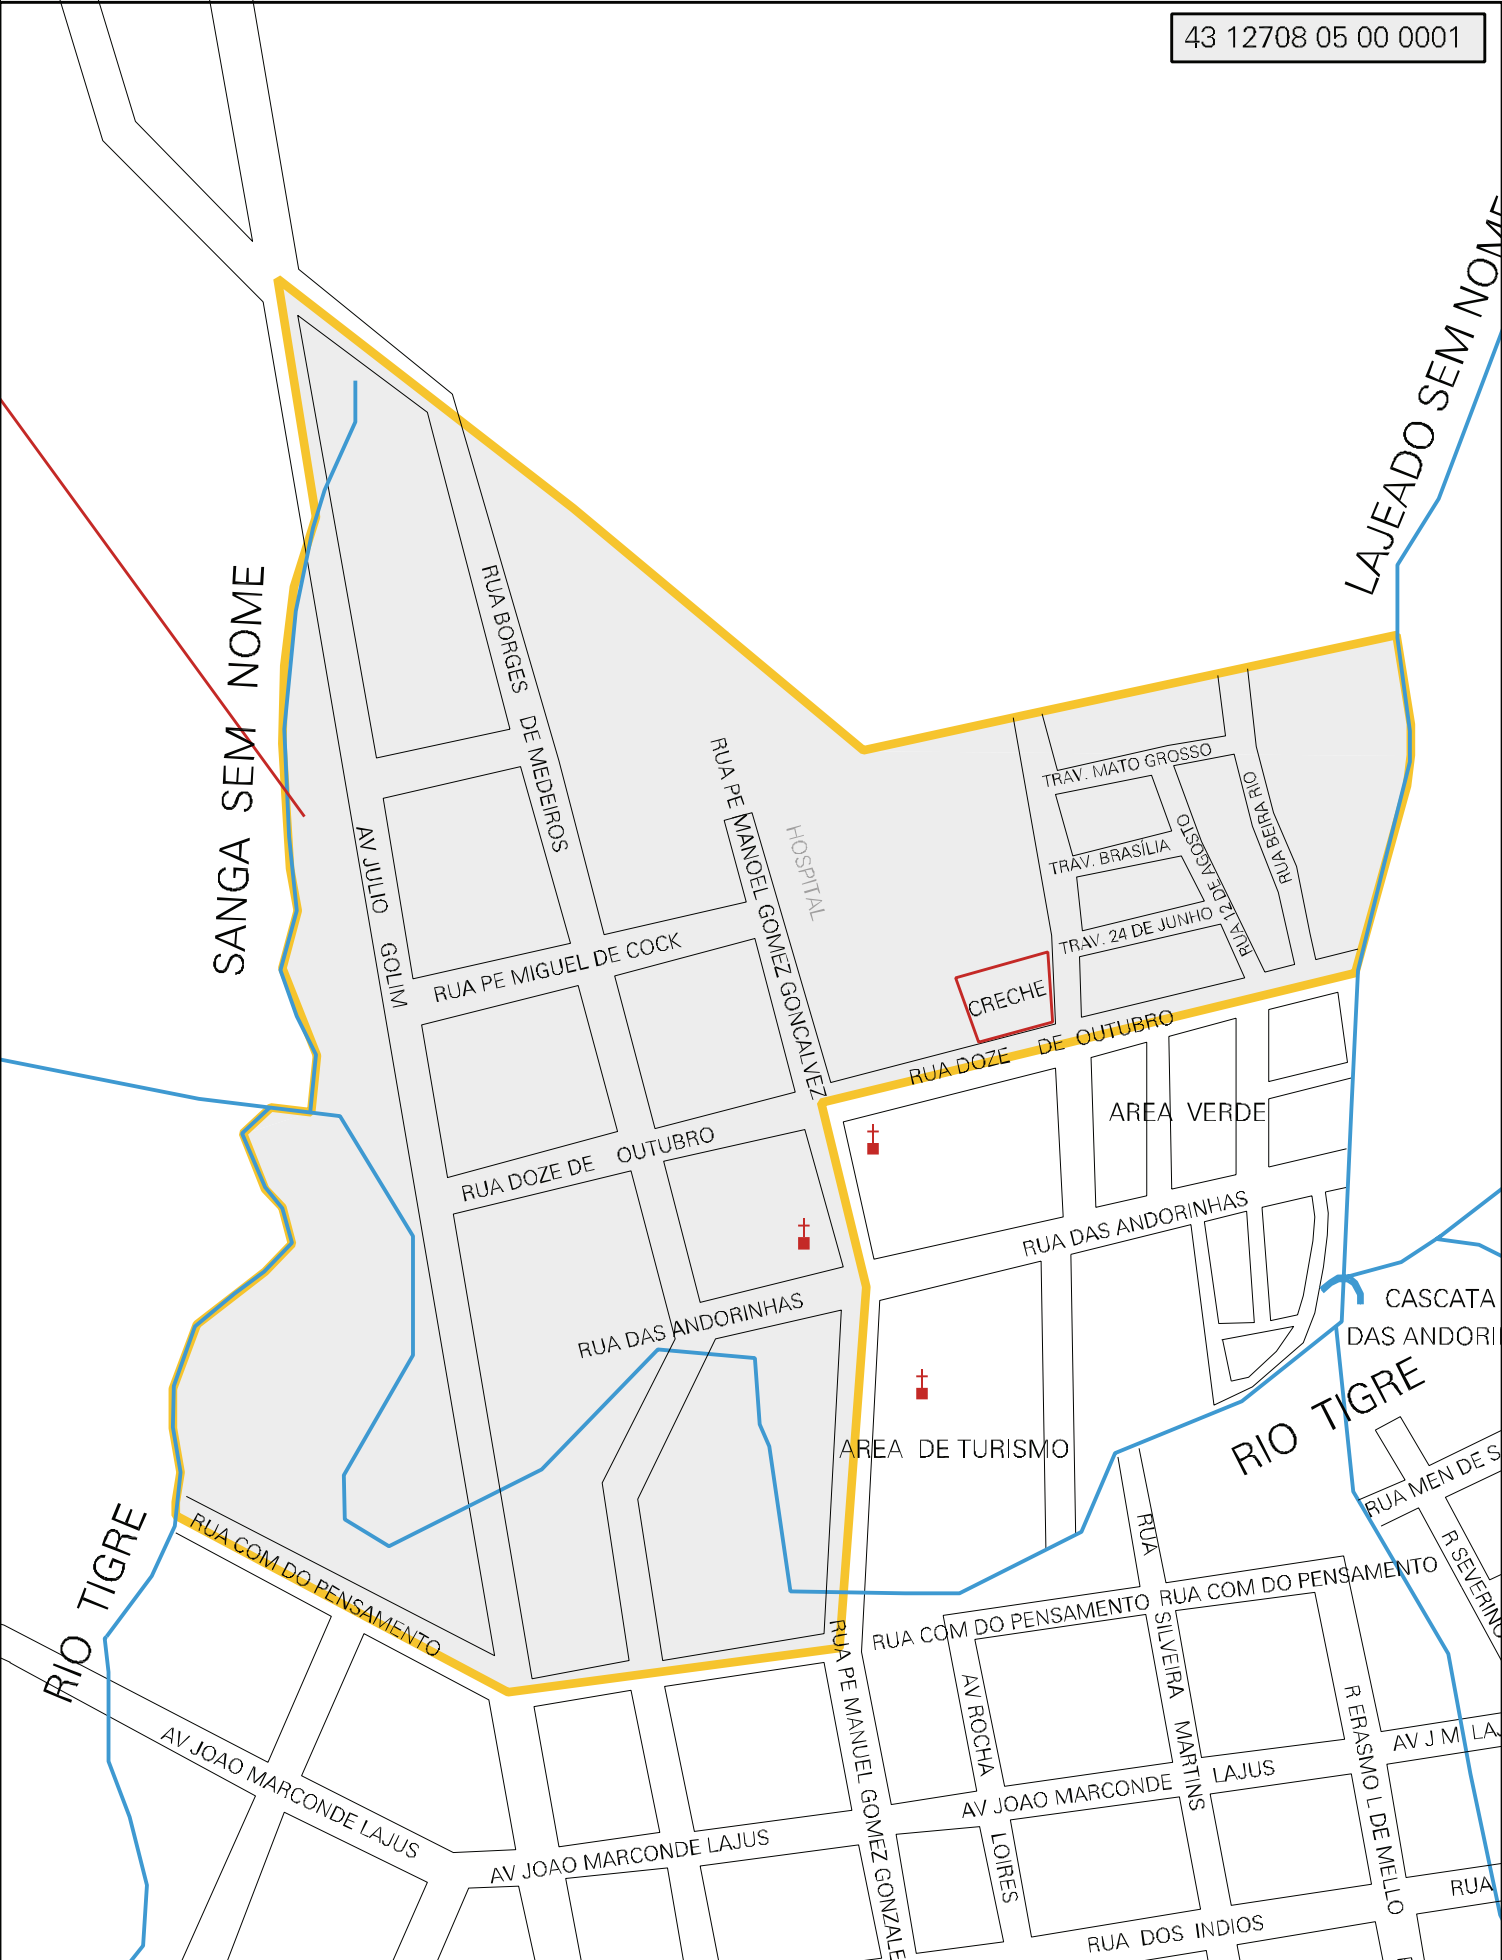 43 12708 05 00 0001
LAJEADO SEM NOME
SANGA SEM NOME
RUA BORGES DE MEDEIROS
RUA PE MANOEL GOMEZ GONCALVEZ
HOSPITAL
TRAV. MATO GROSSO
RUA BEIRA RIO
TRAV. BRASÍLIA
RUA 12 DE AGOSTO
TRAV. 24 DE JUNHO
AV JULIO GOLIM
RUA PE MIGUEL DE COCK
CRECHE
RUA DOZE DE OUTUBRO
AREA VERDE
RUA DOZE DE OUTUBRO
RUA DAS ANDORINHAS
RUA DAS ANDORINHAS
CASCATA
DAS ANDORI
RIO TIGRE
AREA DE TURISMO
RUA MEN DE S
R SEVERINO
RIO TIGRE
RUA COM DO PENSAMENTO
RUA COM DO PENSAMENTO
RUA COM DO PENSAMENTO
RUA SILVEIRA MARTINS
RUA PE MANUEL GOMEZ GONZALE
AV ROCHA LOIRES
R ERASMO L DE MELLO
AV J M LAJ
AV JOAO MARCONDE LAJUS
AV JOAO MARCONDE LAJUS
AV JOAO MARCONDE LAJUS
RUA
RUA DOS INDIOS